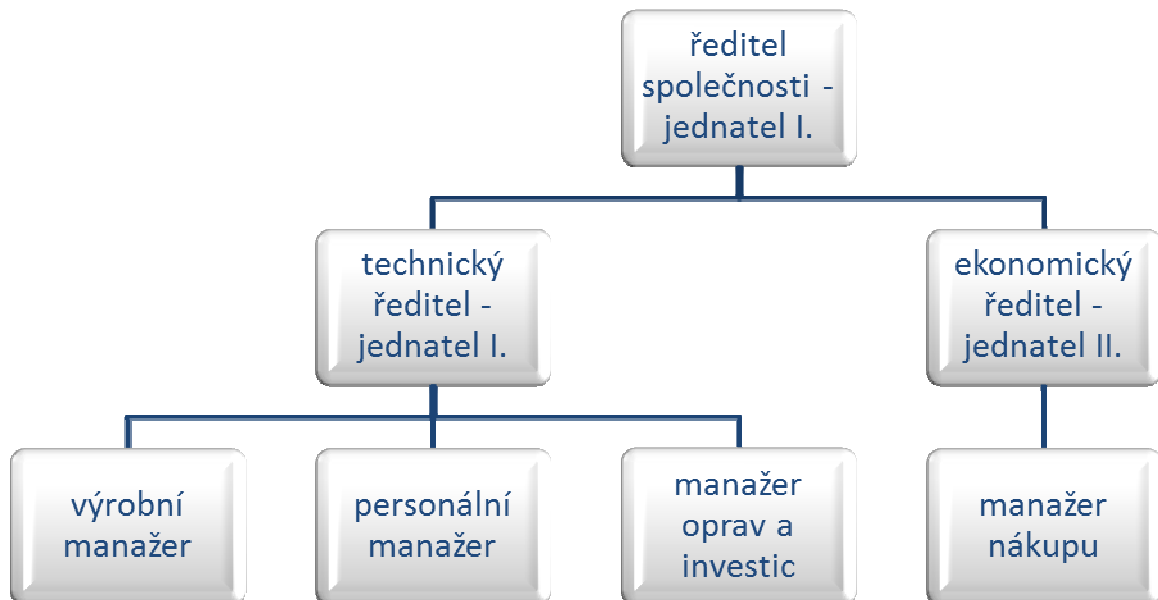 ředitel
společnosti -
jednatel I.
technický
ředitel -
jednatel I.
ekonomický
ředitel -
jednatel II.
výrobní
manažer
personální
manažer
manažer
oprav a
investic
manažer
nákupu